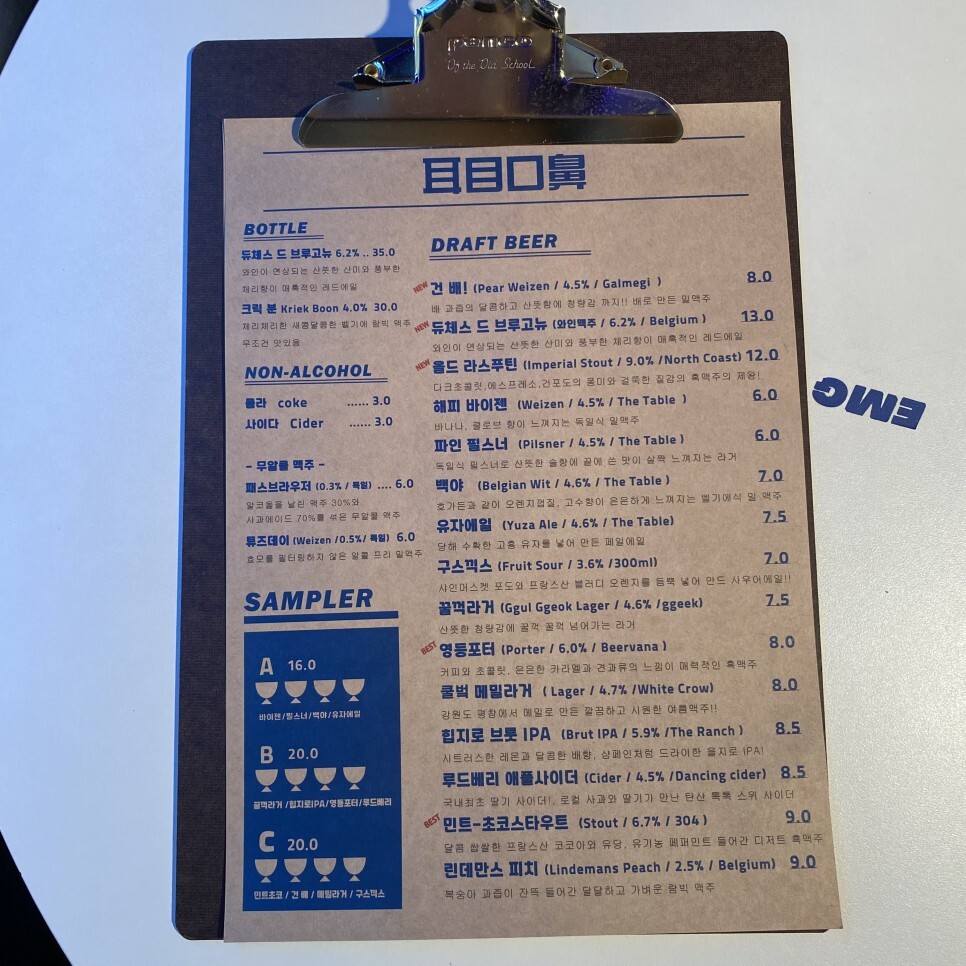 Of the Old School
耳目口鼻
BOTTLE
듀체스 드 브루고뉴 6.2% .. 35.0
와인이 연상되는 산뜻한 산미와 풍부한
체리향이 매혹적인 레드에일
크릭 분 Kriek Boon 4.0% 30.0
체리체리한 새콤달콤한 벨기에 람빅 맥주
무조건 맛있음
NON-ALCOHOL
콜라 coke ...... 3.0
사이다 Cider ...... 3.0
- 무알콜 맥주 -
패스브라우저 (0.3% / 독일) .... 6.0
알코올을 날린 맥주 30%와
사과에이드 70%를 섞은 무알콜 맥주
튜즈데이 (Weizen /0.5%/ 독일) 6.0
효모를 필터링하지 않은 알콜 프리 밀맥주
SAMPLER
A 16.0
바이젠/필스너/백야/유자에일
B 20.0
꿀꺽라거/힙지로IPA/영등포터/루드베리
C 20.0
민트초코 / 건 배 / 메밀라거 / 구스낔스
DRAFT BEER
NEW 건 배! (Pear Weizen / 4.5% / Galmegi ) 8.0
배 과즙의 달콤하고 산뜻함에 청량감 까지!! 배로 만든 밀맥주
NEW 듀체스 드 브루고뉴 (와인맥주 / 6.2% / Belgium ) 13.0
와인이 연상되는 산뜻한 산미와 풍부한 체리향이 매혹적인 레드에일
NEW 올드 라스푸틴 (Imperial Stout / 9.0% /North Coast) 12.0
다크초콜릿,에스프레소,건포도의 풍미와 걸쭉한 질감의 흑맥주의 제왕!
해피 바이젠 (Weizen / 4.5% / The Table ) 6.0
바나나, 클로브 향이 느껴지는 독일식 밀맥주
파인 필스너 (Pilsner / 4.5% / The Table ) 6.0
독일식 필스너로 산뜻한 솔향에 끝에 쓴 맛이 살짝 느껴지는 라거
백야 (Belgian Wit / 4.6% / The Table ) 7.0
호가든과 같이 오렌지껍질, 고수향이 은은하게 느껴지는 벨기에식 밀 맥주
유자에일 (Yuza Ale / 4.6% / The Table) 7.5
당해 수확한 고흥 유자를 넣어 만든 페일에일
구스낔스 (Fruit Sour / 3.6% /300ml) 7.0
샤인머스켓 포도와 프랑스산 블러디 오렌지를 듬뿍 넣어 만드 사우어에일!!
꿀꺽라거 (Ggul Ggeok Lager / 4.6% /ggeek) 7.5
산뜻한 청량감에 꿀꺽 꿀꺽 넘어가는 라거
BEST 영등포터 (Porter / 6.0% / Beervana ) 8.0
커피와 초콜릿, 은은한 카라멜과 견과류의 느낌이 매력적인 흑맥주
쿨벜 메밀라거 ( Lager / 4.7% /White Crow) 8.0
강원도 평창에서 메밀로 만든 깔끔하고 시원한 여름맥주!!
힙지로 브룻 IPA (Brut IPA / 5.9% /The Ranch ) 8.5
시트러스한 레몬과 달콤한 배향, 샴페인처럼 드라이한 을지로 IPA!
루드베리 애플사이더 (Cider / 4.5% /Dancing cider) 8.5
국내최초 딸기 사이더!, 로컬 사과와 딸기가 만난 탄산 톡톡 스위 사이더
BEST 민트-초코스타우트 (Stout / 6.7% / 304 ) 9.0
달콤 쌉쌀한 프랑스산 코코아와 유당, 유기농 페퍼민트 들어간 디저트 흑맥주
린데만스 피치 (Lindemans Peach / 2.5% / Belgium) 9.0
복숭아 과즙이 잔뜩 들어간 달달하고 가벼운 람빅 맥주
EMG